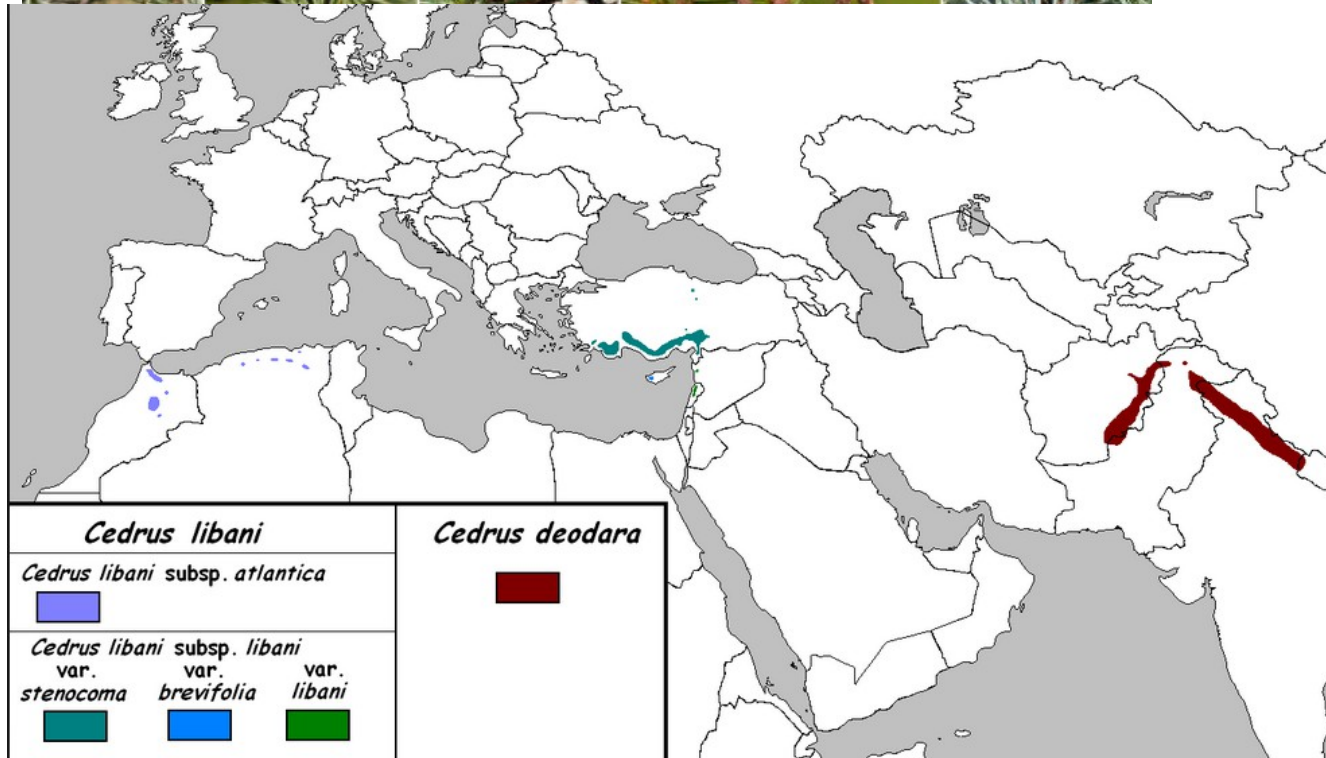 Cedrus libani
Cedrus libani subsp. atlantica
Cedrus libani subsp. libani
var. var. var.
stenocoma brevifolia libani
Cedrus deodara